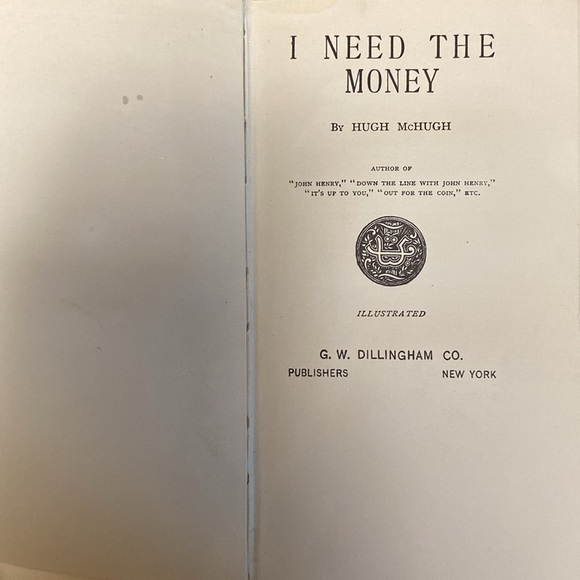 I NEED THE
MONEY
By HUGH McHUGH
AUTHOR OF
"JOHN HENRY," "DOWN THE LINE WITH JOHN HENRY,"
"IT'S UP TO YOU," "OUT FOR THE COIN," ETC.
ILLUSTRATED
G. W. DILLINGHAM CO.
PUBLISHERS NEW YORK